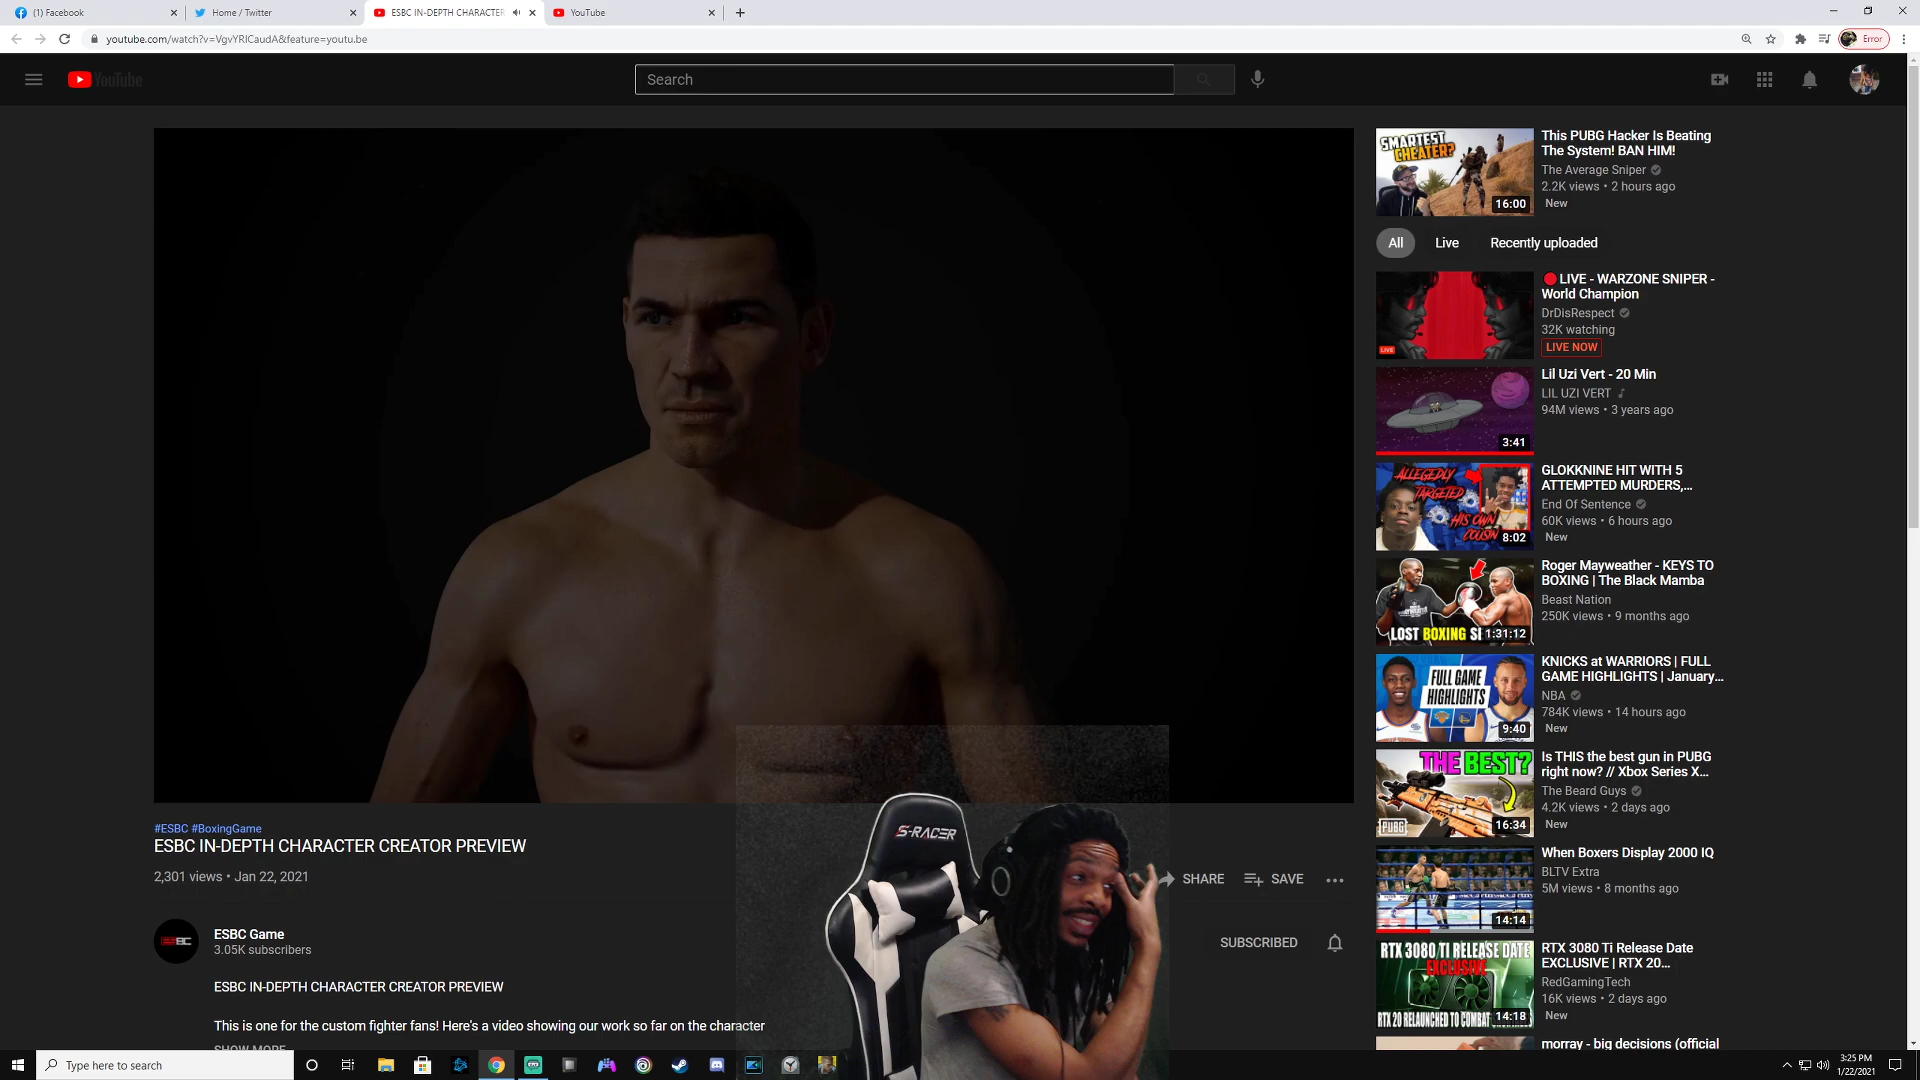 (1) Facebook
Home / Twitter
ESBC IN-DEPTH CHARACTER
YouTube
youtube.com/watch?v=VgvYRlCaudA&feature=youtu.be
Error
YouTube
Search
SMARTEST
CHEATER?
16:00
This PUBG Hacker Is Beating
The System! BAN HIM!
The Average Sniper
2.2K views • 2 hours ago
New
All
Live
Recently uploaded
LIVE
LIVE - WARZONE SNIPER -
World Champion
DrDisRespect
32K watching
LIVE NOW
3:41
Lil Uzi Vert - 20 Min
LIL UZI VERT
94M views • 3 years ago
ALLEGEDLY
TARGETED
HIS OWN
COUSIN
8:02
GLOKKNINE HIT WITH 5
ATTEMPTED MURDERS,...
End Of Sentence
60K views • 6 hours ago
New
LOST BOXING
1:31:12
Roger Mayweather - KEYS TO
BOXING | The Black Mamba
Beast Nation
250K views • 9 months ago
FULL GAME
HIGHLIGHTS
9:40
KNICKS at WARRIORS | FULL
GAME HIGHLIGHTS | January...
NBA
784K views • 14 hours ago
New
THE BEST?
PUBG
16:34
Is THIS the best gun in PUBG
right now? // Xbox Series X...
The Beard Guys
4.2K views • 2 days ago
New
14:14
When Boxers Display 2000 IQ
BLTV Extra
5M views • 8 months ago
RTX 3080 TI RELEASE DATE
EXCLUSIVE
RTX 20 RELAUNCHED TO COMBAT
14:18
RTX 3080 Ti Release Date
EXCLUSIVE | RTX 20...
RedGamingTech
16K views • 2 days ago
New
morray - big decisions (official
#ESBC #BoxingGame
ESBC IN-DEPTH CHARACTER CREATOR PREVIEW
2,301 views • Jan 22, 2021
SHARE
SAVE
S-RACER
ESBC
ESBC Game
3.05K subscribers
SUBSCRIBED
ESBC IN-DEPTH CHARACTER CREATOR PREVIEW
This is one for the custom fighter fans! Here's a video showing our work so far on the character
SHOW MORE
Type here to search
3:25 PM
1/22/2021